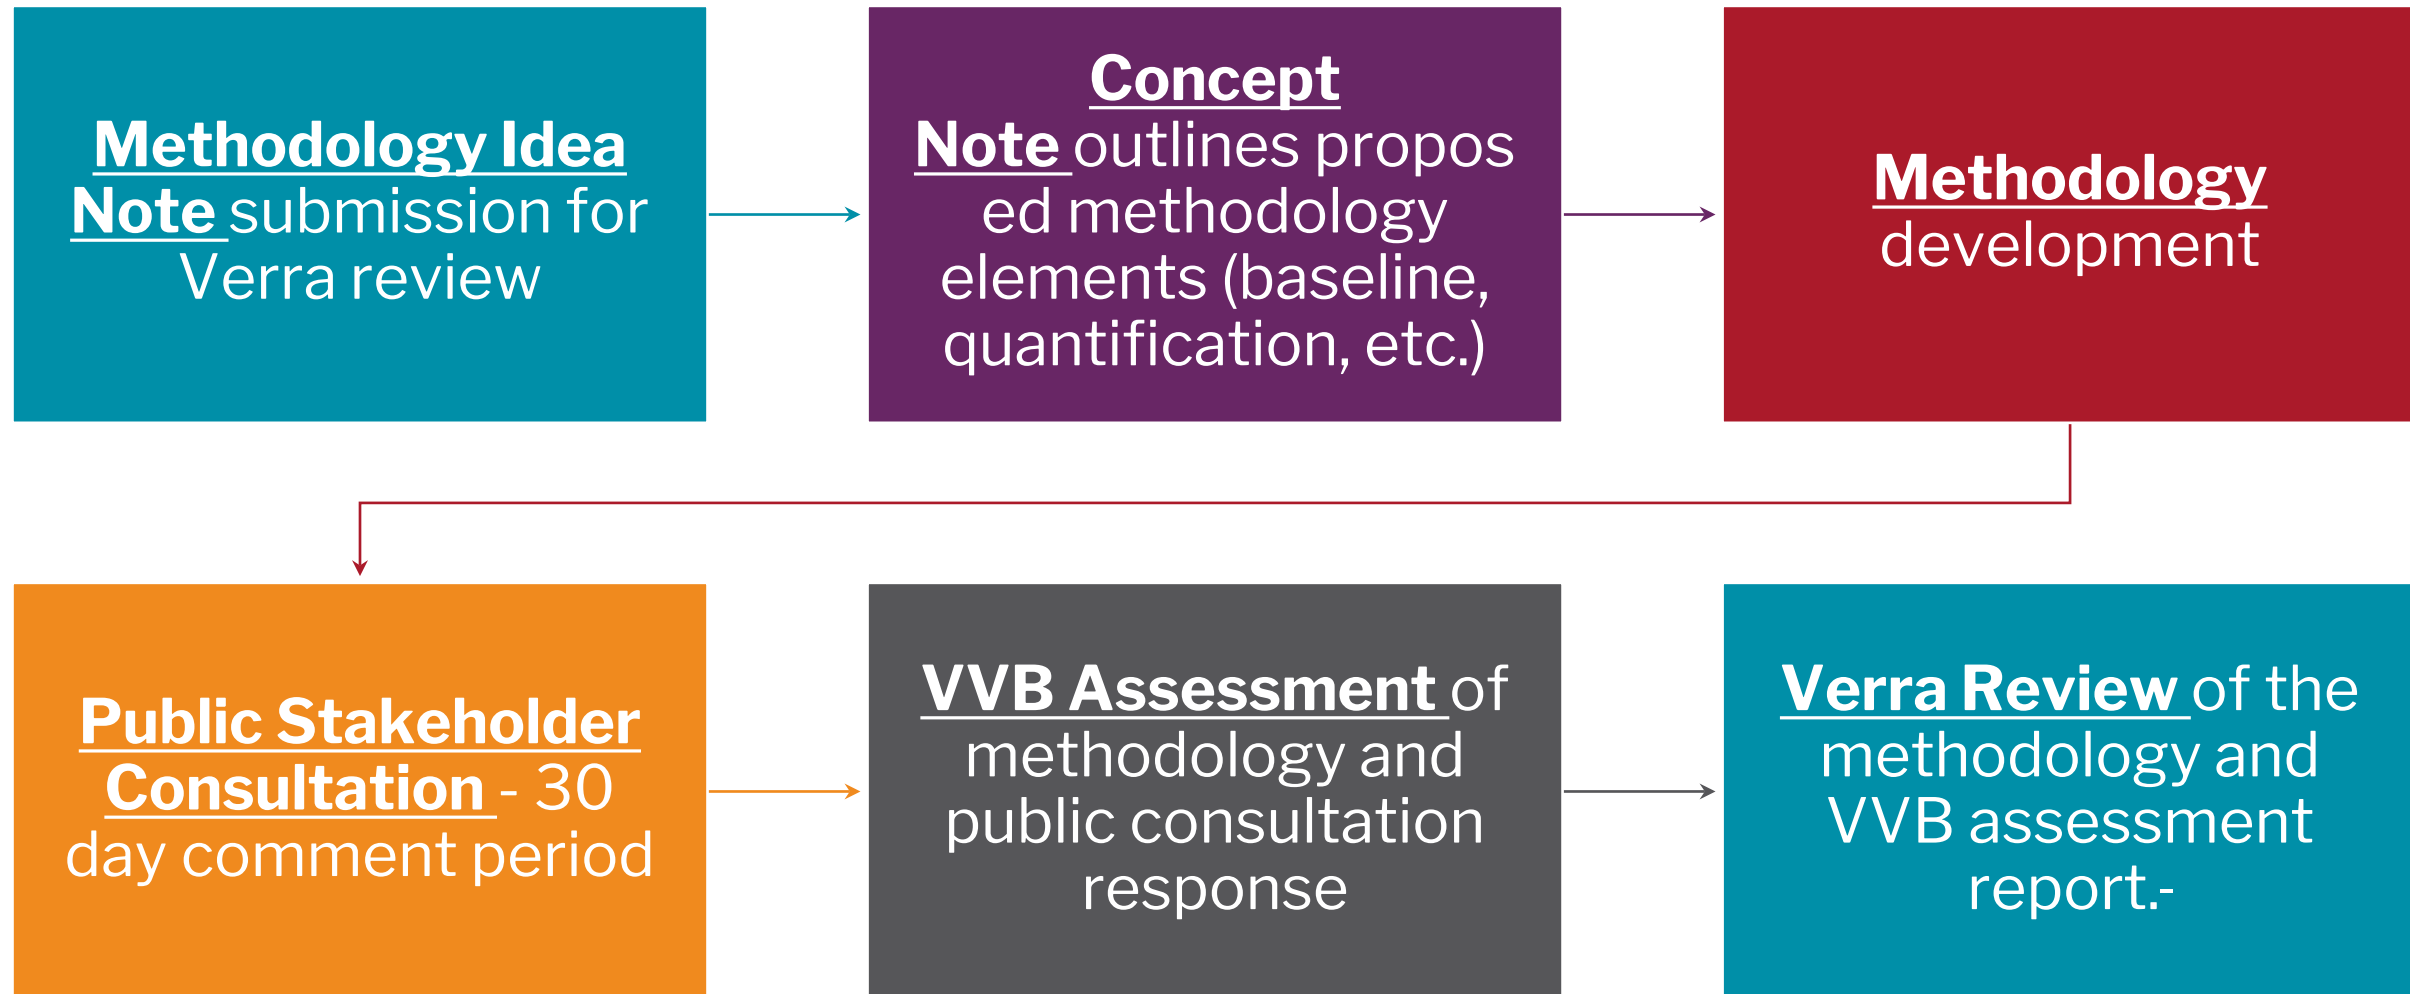 Methodology Idea
Note submission for
Verra review
Concept
Note outlines propos
ed methodology
elements (baseline,
quantification, etc.)
Methodology
development
Public Stakeholder
Consultation - 30
day comment period
VVB Assessment of
methodology and
public consultation
response
Verra Review of the
methodology and
VVB assessment
report.-